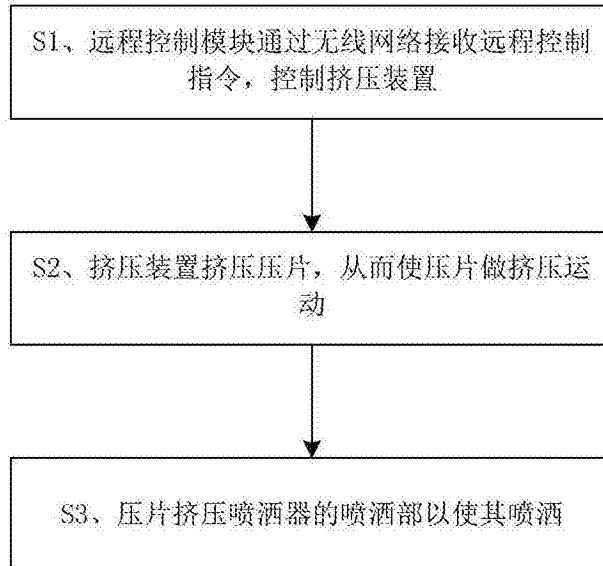 S1、远程控制模块通过无线网络接收远程控制
指令，控制挤压装置
S2、挤压装置挤压压片，从而使压片做挤压运
动
S3、压片挤压喷洒器的喷洒部以使其喷洒